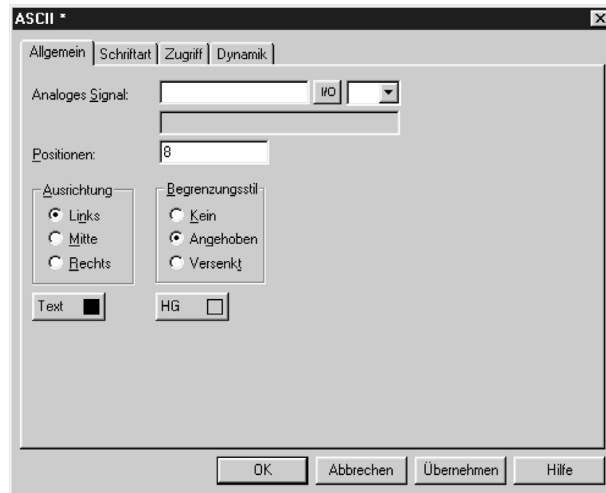 ASCII *
Allgemein Schriftart Zugriff Dynamik
Analoges Signal: I/O
Positionen: 8
Ausrichtung Begrenzungsstil
Links Kein
Mitte Angehoben
Rechts Versenkt
Text HG
OK Abbrechen Übernehmen Hilfe